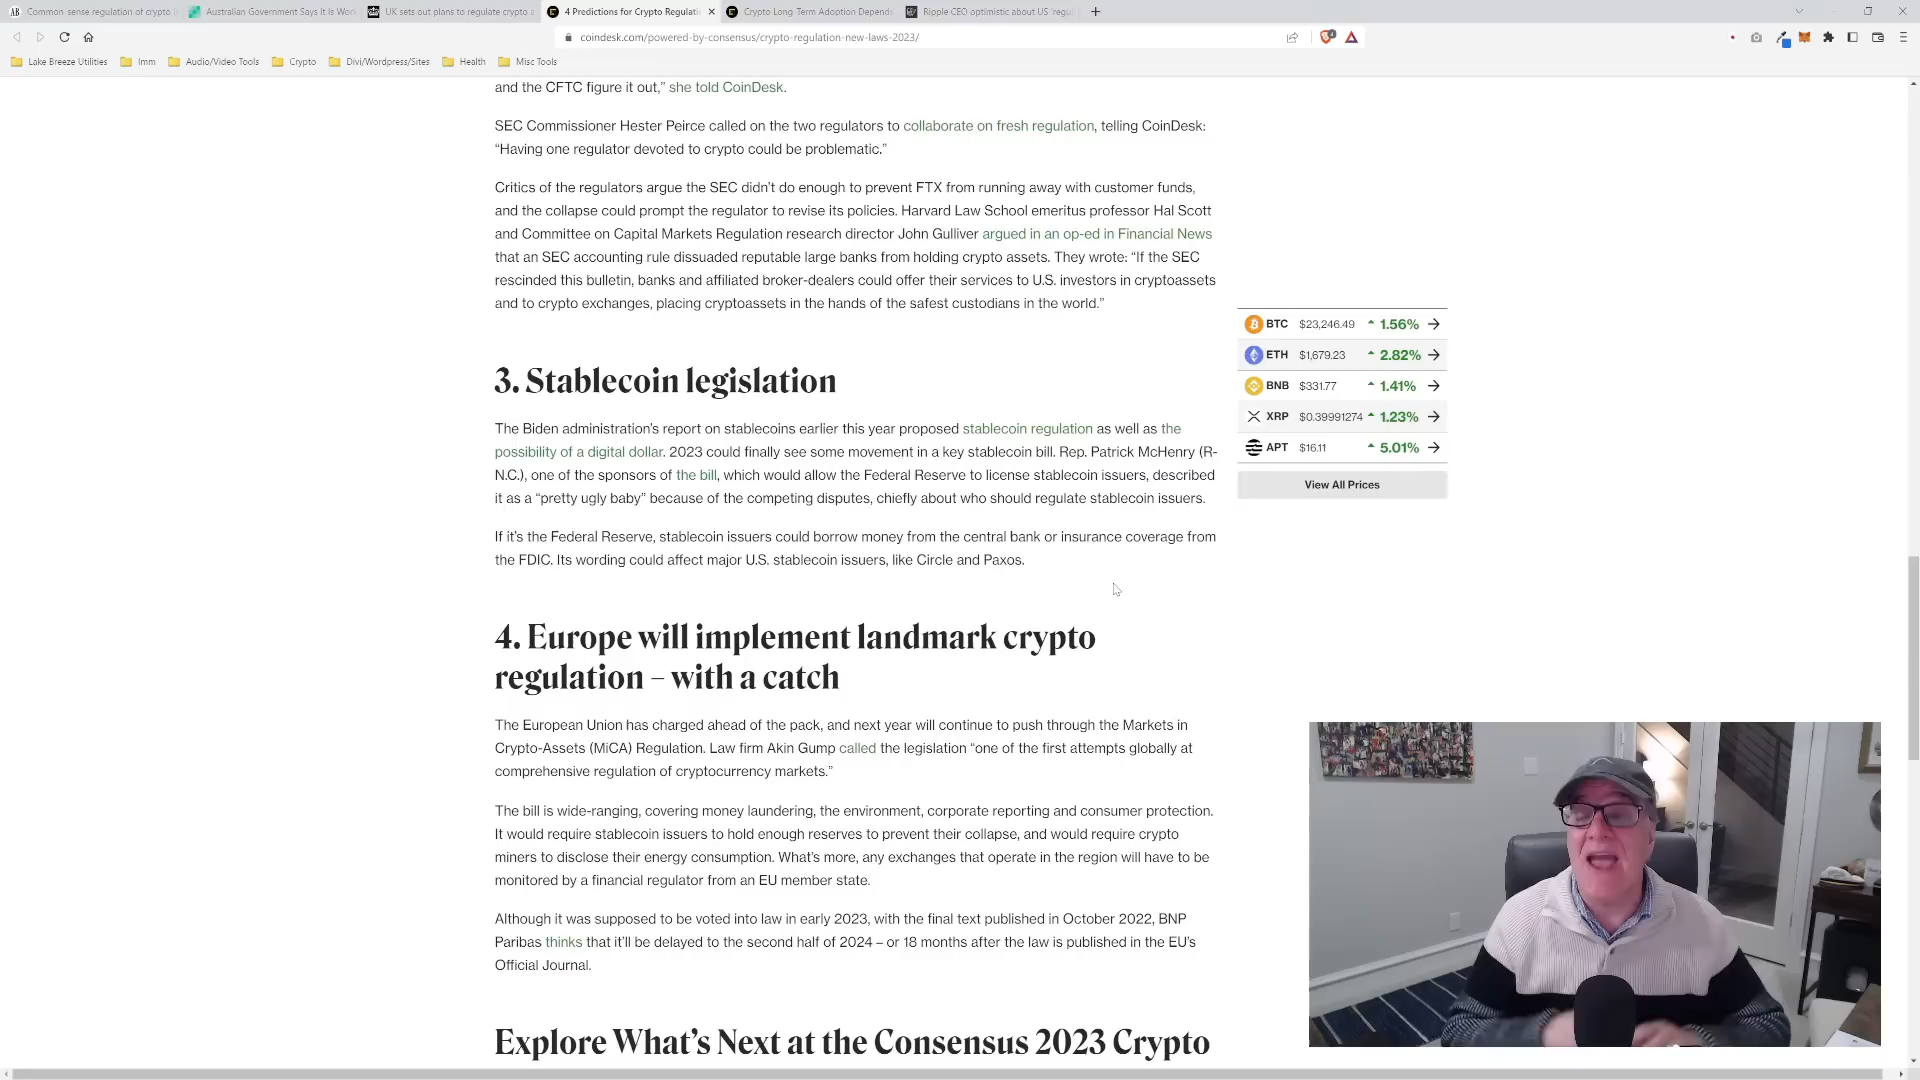 Common sense regulation of crypto i
Australian Government Says It Is Wor
UK sets out plans to regulate crypto a
4 Predictions for Crypto Regulati
Crypto Long Term Adoption Depends
Ripple CEO optimistic about US 'regu
coindesk.com/powered-by-consensus/crypto-regulation-new-laws-2023/
Lake Breeze Utilities
Imm
Audio/Video Tools
Crypto
Divi/Wordpress/Sites
Health
Misc Tools
and the CFTC figure it out,” she told CoinDesk.
SEC Commissioner Hester Peirce called on the two regulators to collaborate on fresh regulation, telling CoinDesk:
“Having one regulator devoted to crypto could be problematic.”
Critics of the regulators argue the SEC didn’t do enough to prevent FTX from running away with customer funds,
and the collapse could prompt the regulator to revise its policies. Harvard Law School emeritus professor Hal Scott
and Committee on Capital Markets Regulation research director John Gulliver argued in an op-ed in Financial News
that an SEC accounting rule dissuaded reputable large banks from holding crypto assets. They wrote: “If the SEC
rescinded this bulletin, banks and affiliated broker-dealers could offer their services to U.S. investors in cryptoassets
and to crypto exchanges, placing cryptoassets in the hands of the safest custodians in the world.”
BTC $23,246.49 1.56%
ETH $1,679.23 2.82%
BNB $331.77 1.41%
XRP $0.39991274 1.23%
APT $16.11 5.01%
View All Prices
3. Stablecoin legislation
The Biden administration’s report on stablecoins earlier this year proposed stablecoin regulation as well as the
possibility of a digital dollar. 2023 could finally see some movement in a key stablecoin bill. Rep. Patrick McHenry (R-
N.C.), one of the sponsors of the bill, which would allow the Federal Reserve to license stablecoin issuers, described
it as a “pretty ugly baby” because of the competing disputes, chiefly about who should regulate stablecoin issuers.
If it’s the Federal Reserve, stablecoin issuers could borrow money from the central bank or insurance coverage from
the FDIC. Its wording could affect major U.S. stablecoin issuers, like Circle and Paxos.
4. Europe will implement landmark crypto
regulation – with a catch
The European Union has charged ahead of the pack, and next year will continue to push through the Markets in
Crypto-Assets (MiCA) Regulation. Law firm Akin Gump called the legislation “one of the first attempts globally at
comprehensive regulation of cryptocurrency markets.”
The bill is wide-ranging, covering money laundering, the environment, corporate reporting and consumer protection.
It would require stablecoin issuers to hold enough reserves to prevent their collapse, and would require crypto
miners to disclose their energy consumption. What’s more, any exchanges that operate in the region will have to be
monitored by a financial regulator from an EU member state.
Although it was supposed to be voted into law in early 2023, with the final text published in October 2022, BNP
Paribas thinks that it’ll be delayed to the second half of 2024 – or 18 months after the law is published in the EU’s
Official Journal.
Explore What’s Next at the Consensus 2023 Crypto